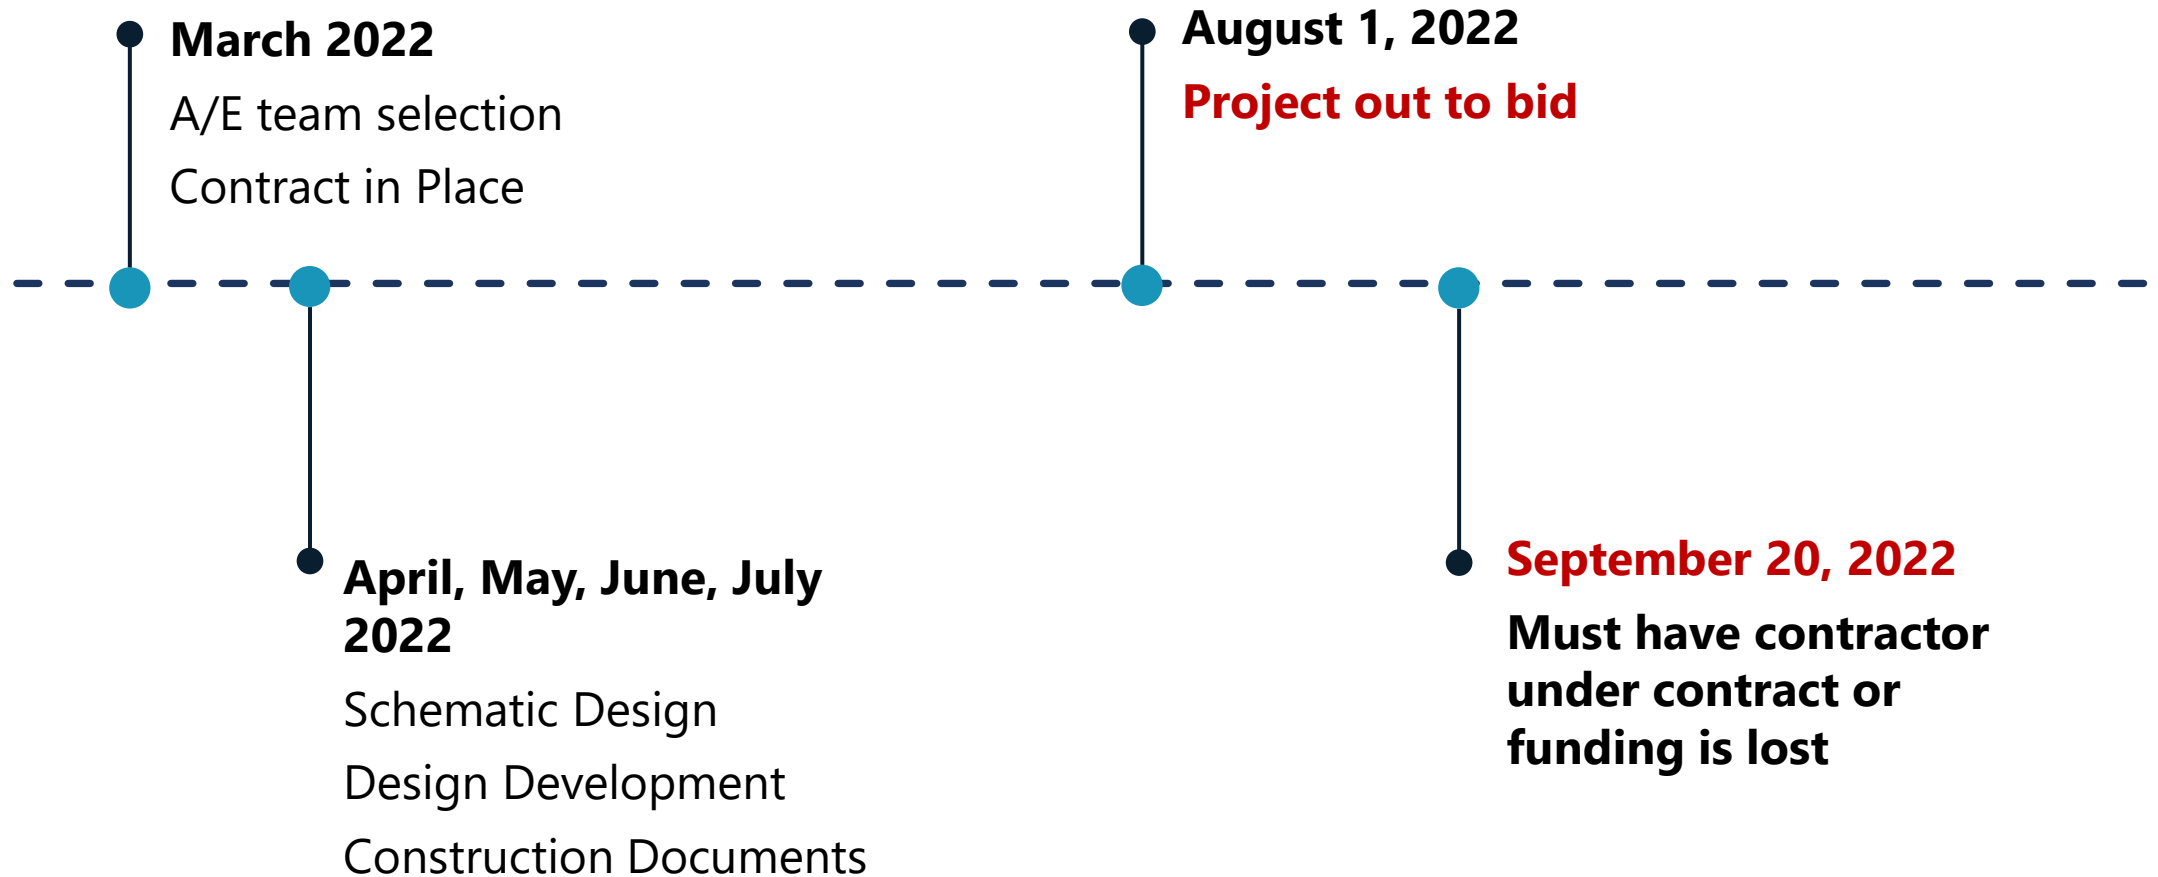 March 2022
A/E team selection
Contract in Place
August 1, 2022
Project out to bid
April, May, June, July
2022
Schematic Design
Design Development
Construction Documents
September 20, 2022
Must have contractor
under contract or
funding is lost